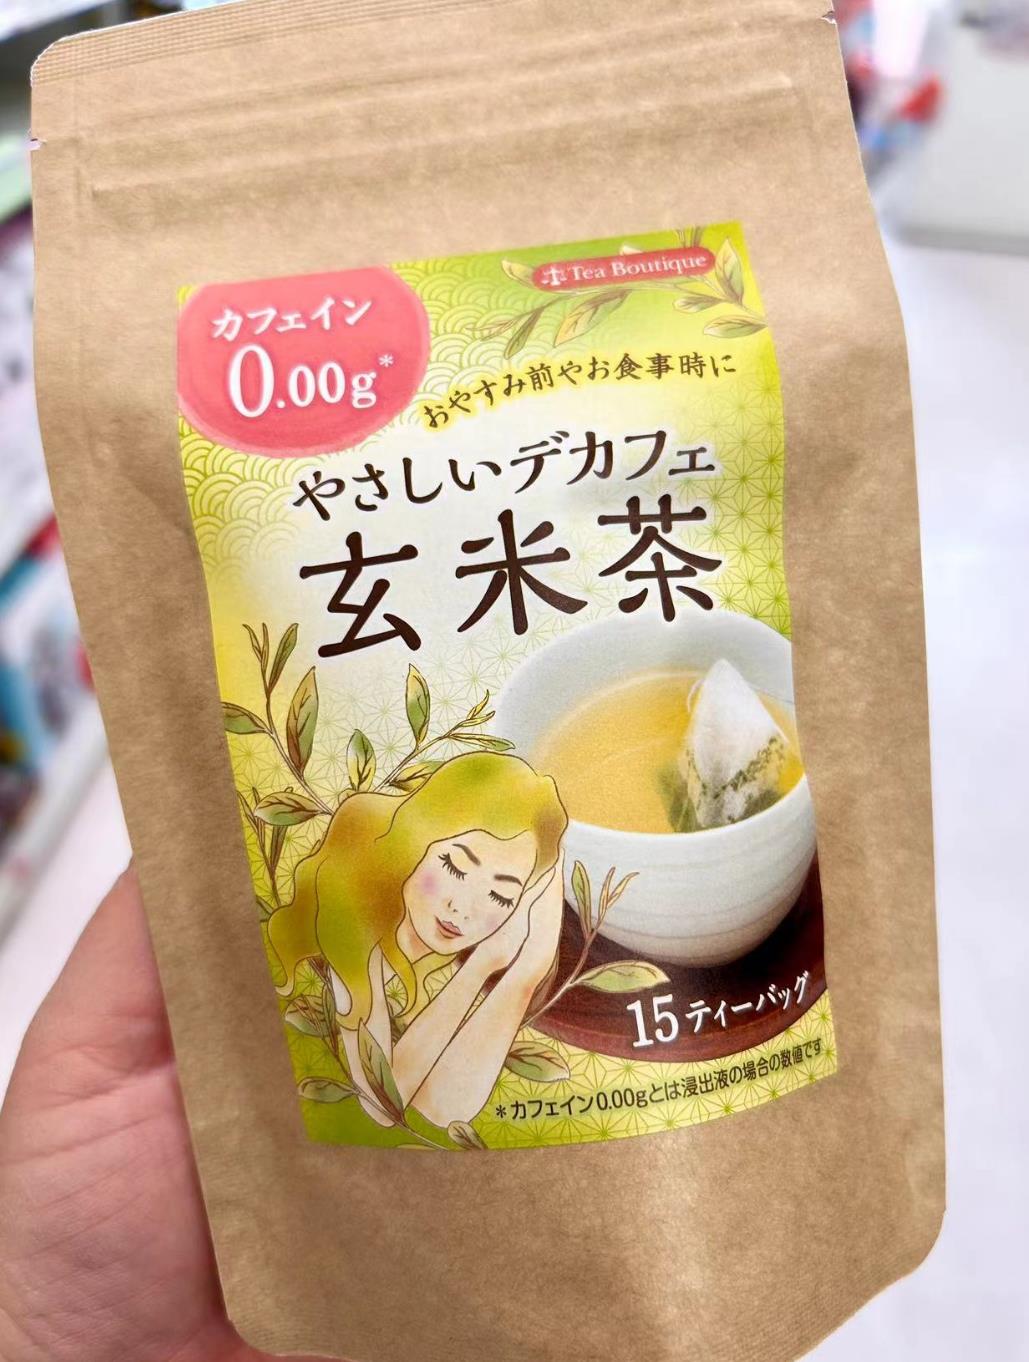 Tea Boutique
カフェイン
0.00g*
おやすみ前やお食事時に
やさしいデカフェ
玄米茶
15ティーバッグ
*カフェイン0.00gとは浸出液の場合の数値です